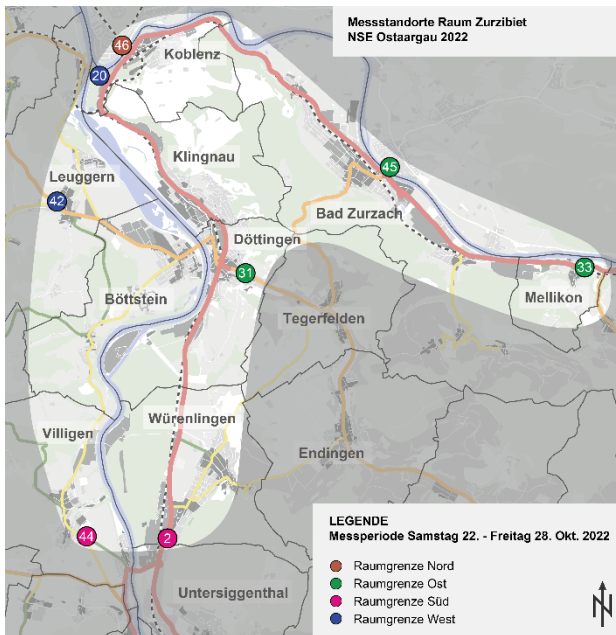 Messstandorte Raum Zurzibiet
NSE Ostaargau 2022
46
Koblenz
20
Klingnau
45
Leuggern
42
Bad Zurzach
Döttingen
31
33
Böttstein
Mellikon
Tegerfelden
Villigen
Würenlingen
Endingen
44
2
Untersiggenthal
LEGENDE
Messperiode Samstag 22. - Freitag 28. Okt. 2022
Raumgrenze Nord
Raumgrenze Ost
Raumgrenze Süd
Raumgrenze West
N